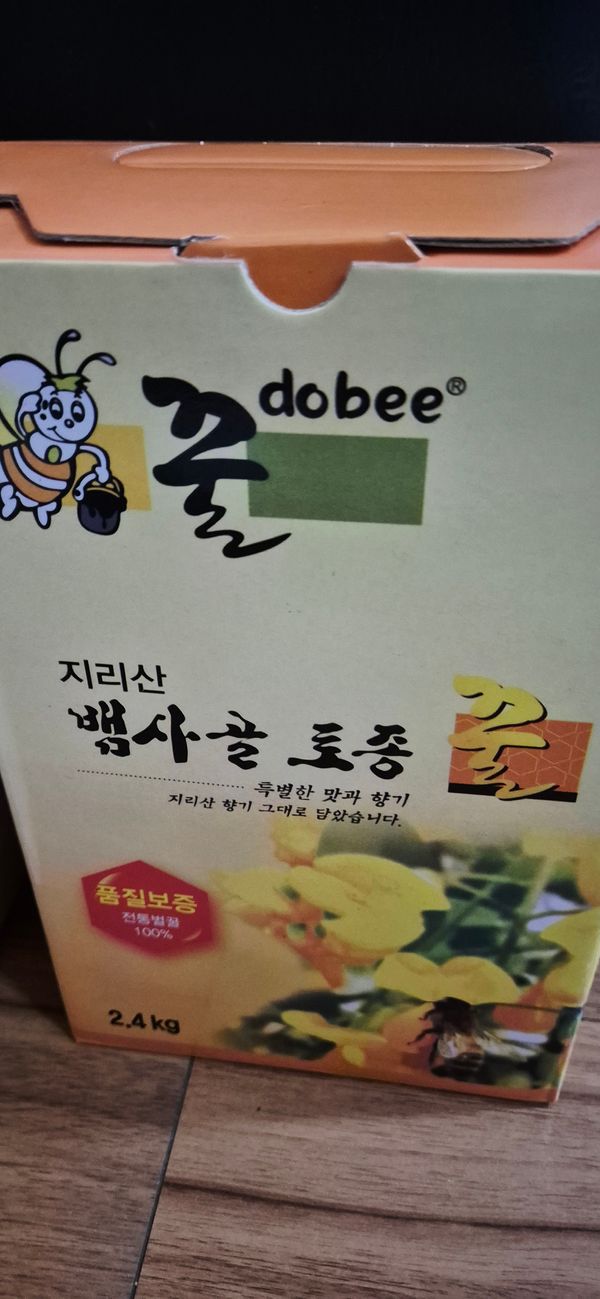 꿀 dobee®
지리산
뱀사골 토종 꿀
특별한 맛과 향기
지리산 향기 그대로 담았습니다.
품질보증
전통벌꿀
100%
2.4kg